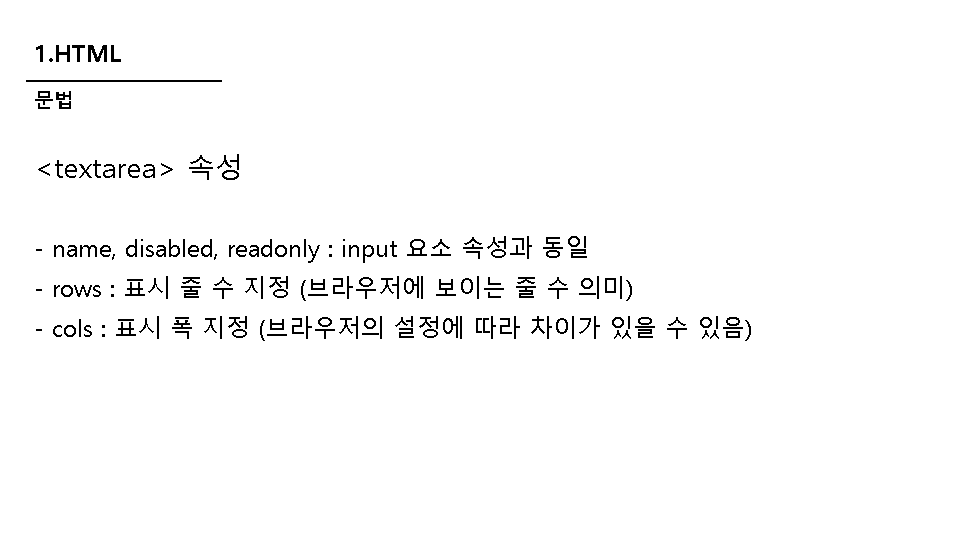 1.HTML
문법
<textarea> 속성
- name, disabled, readonly : input 요소 속성과 동일
- rows : 표시 줄 수 지정 (브라우저에 보이는 줄 수 의미)
- cols : 표시 폭 지정 (브라우저의 설정에 따라 차이가 있을 수 있음)